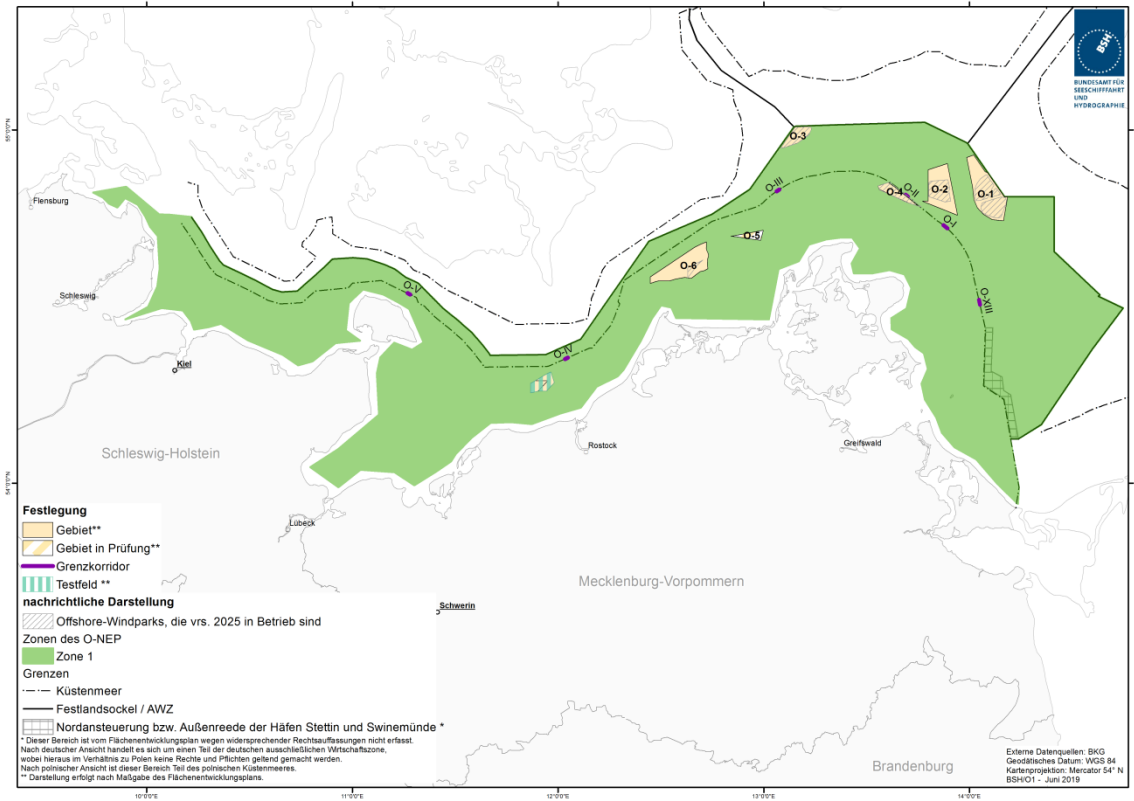 BSH
BUNDESAMT FÜR
SEESCHIFFFAHRT
UND
HYDROGRAPHIE
55°0'0"N
O-3
O-III
O-4
O-II
O-2
O-1
O-I
O-5
O-6
O-XIII
O-V
O-IV
Flensburg
Schleswig
Kiel
Rostock
Greifswald
Schleswig-Holstein
54°0'0"N
Lübeck
Mecklenburg-Vorpommern
Schwerin
Brandenburg
Festlegung
Gebiet**
Gebiet in Prüfung**
Grenzkorridor
Testfeld **
nachrichtliche Darstellung
Offshore-Windparks, die vrs. 2025 in Betrieb sind
Zonen des O-NEP
Zone 1
Grenzen
Küstenmeer
Festlandsockel / AWZ
Nordansteuerung bzw. Außenreede der Häfen Stettin und Swinemünde *
* Dieser Bereich ist vom Flächenentwicklungsplan wegen widersprechender Rechtsauffassungen nicht erfasst.
Nach deutscher Ansicht handelt es sich um einen Teil der deutschen ausschließlichen Wirtschaftszone,
wobei hieraus im Verhältnis zu Polen keine Rechte und Pflichten geltend gemacht werden.
Nach polnischer Ansicht ist dieser Bereich Teil des polnischen Küstenmeeres.
** Darstellung erfolgt nach Maßgabe des Flächenentwicklungsplans.
Externe Datenquellen: BKG
Geodätisches Datum: WGS 84
Kartenprojektion: Mercator 54° N
BSH/O1 - Juni 2019
10°0'0"E
11°0'0"E
12°0'0"E
13°0'0"E
14°0'0"E